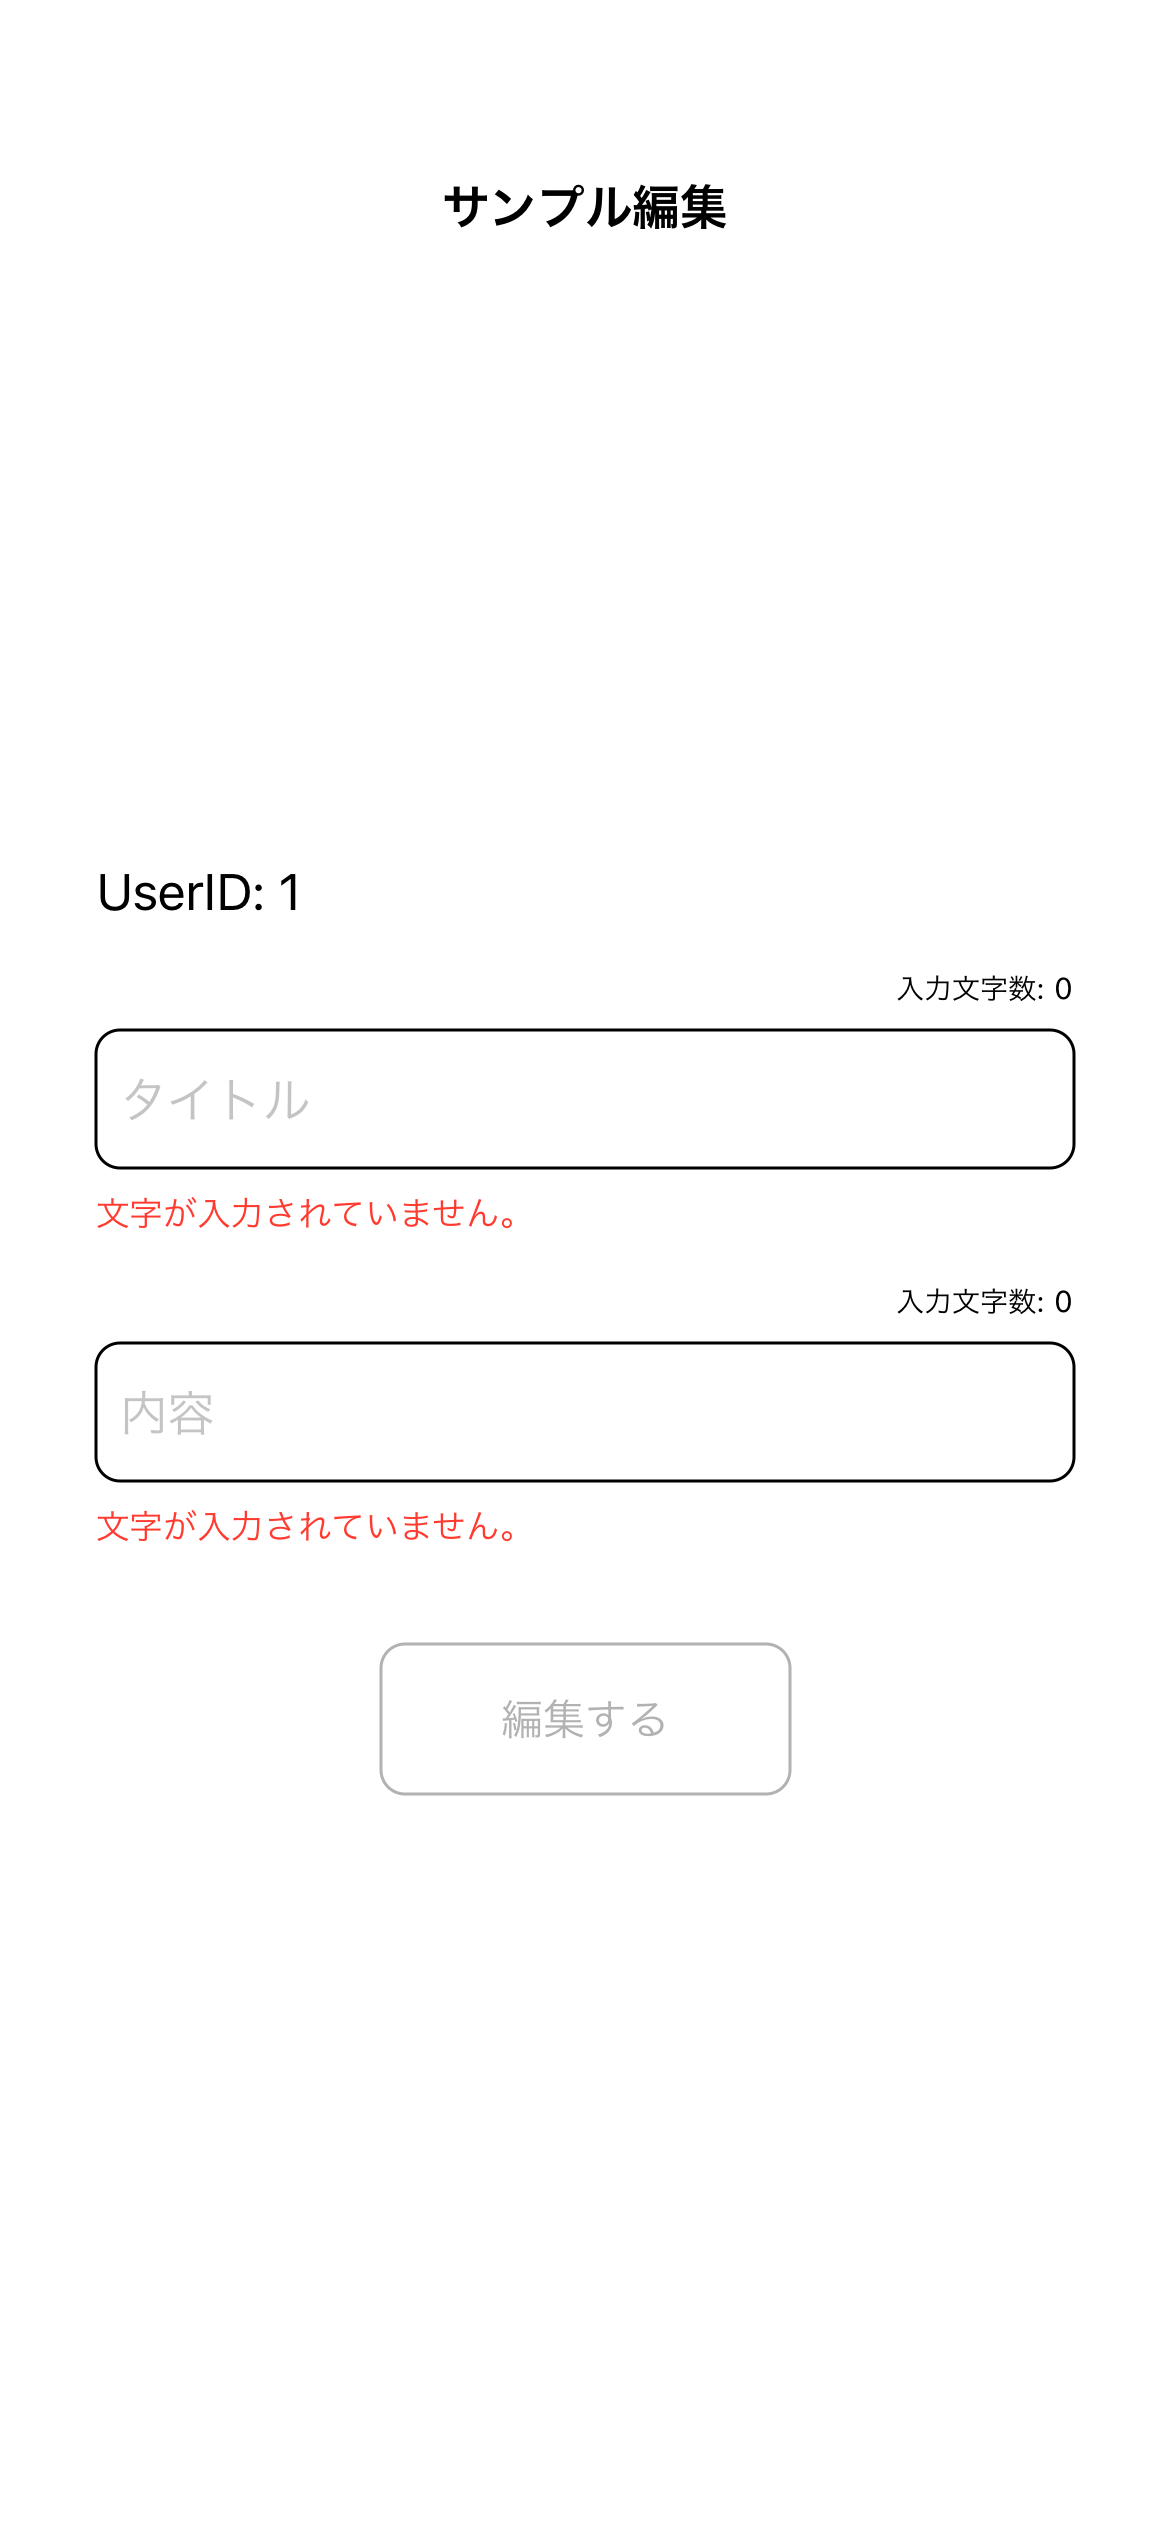 サンプル編集
UserID: 1
入力文字数: 0
タイトル
文字が入力されていません。
入力文字数: 0
内容
文字が入力されていません。
編集する